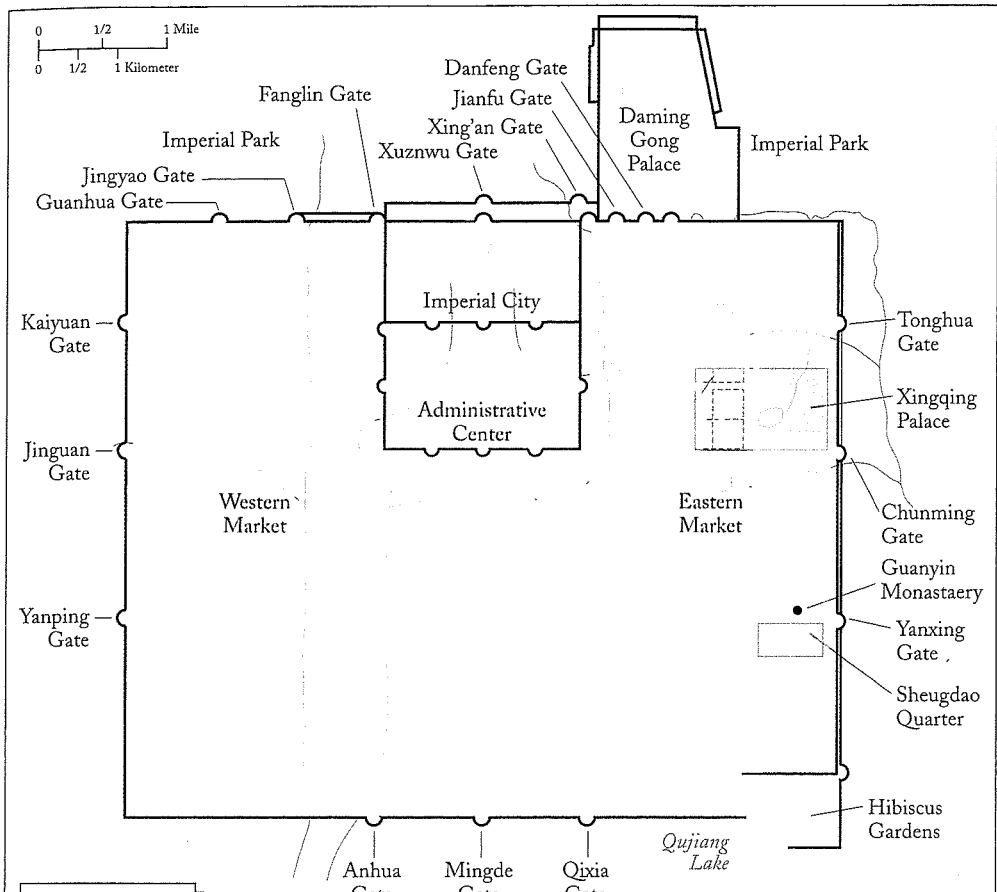 0 1/2 1 Mile
0 1/2 1 Kilometer
Danfeng Gate
Jianfu Gate
Xing'an Gate
Xuznwu Gate
Fanglin Gate
Imperial Park
Jingyao Gate
Guanhua Gate
Daming
Gong
Palace
Imperial Park
Kaiyuan
Gate
Imperial City
Tonghua
Gate
Administrative
Center
Xingqing
Palace
Jinguan
Gate
Western
Market
Eastern
Market
Chunming
Gate
Guanyin
Monastaery
Yanping
Gate
Yanxing
Gate
Sheugdao
Quarter
Hibiscus
Gardens
Qujiang
Lake
Anhua
Gate
Mingde
Gate
Qixia
Gate